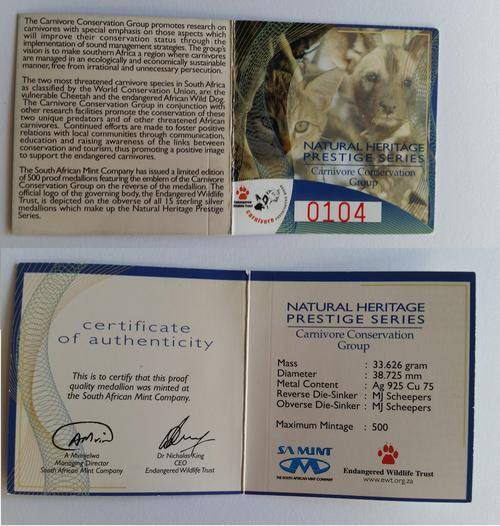 The Carnivore Conservation Group promotes research on
carnivores with special emphasis on those aspects which
will improve their conservation status through the
implementation of sound management strategies. The group's
vision is to make southern Africa a region where carnivores
are managed in an ecologically and economically sustainable
manner, free from irrational and unnecessary persecution.
The two most threatened carnivore species in South Africa
as classified by the World Conservation Union, are the
vulnerable Cheetah and the endangered African Wild Dog.
The Carnivore Conservation Group in conjunction with
other research facilities promote the conservation of these
two unique predators and of other threatened African
carnivores. Continued efforts are made to foster positive
relations with local communities through communication,
education and raising awareness of the links between
conservation and tourism, thus promoting a positive image
to support the endangered carnivores.
The South African Mint Company has issued a limited edition
of 500 proof medallions featuring the emblem of the Carnivore
Conservation Group on the reverse of the medallion. The
official logo of the governing body, the Endangered Wildlife
Trust, is depicted on the obverse of all 15 sterling silver
medallions which make up the Natural Heritage Prestige
Series.
NATURAL HERITAGE
PRESTIGE SERIES
Carnivore Conservation
Group
Endangered
Wildlife Trust
carnivore
0104
certificate
of authenticity
This is to certify that this proof
quality medallion was minted at
the South African Mint Company.
A Mvinjelwa
Managing Director
South African Mint Company
Dr Nicholas King
CEO
Endangered Wildlife Trust
NATURAL HERITAGE
PRESTIGE SERIES
Carnivore Conservation
Group
Mass : 33.626 gram
Diameter : 38.725 mm
Metal Content : Ag 925 Cu 75
Reverse Die-Sinker : MJ Scheepers
Obverse Die-Sinker : MJ Scheepers
Maximum Mintage : 500
SA MINT
THE SOUTH AFRICAN MINT COMPANY
Endangered Wildlife Trust
www.ewt.org.za